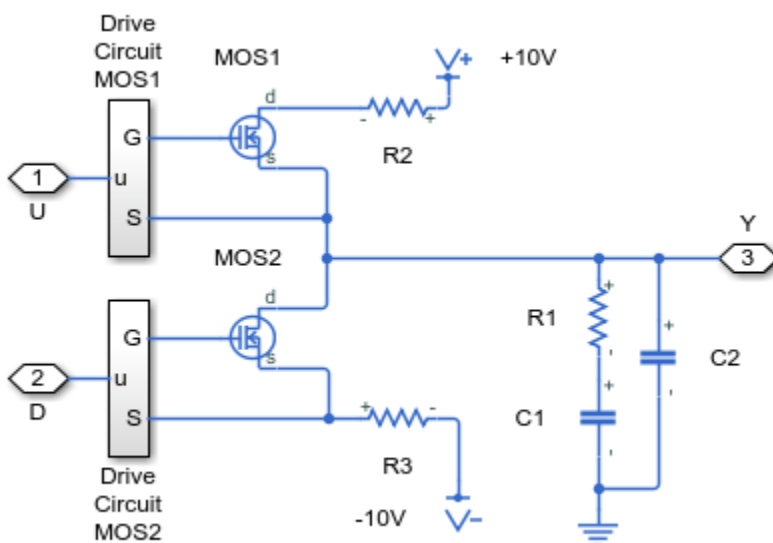 Drive
Circuit
MOS1
MOS1
+10V
d
G
- +
R2
s
1
u
U
S
Y
MOS2
3
d
+
R1
+
G
-
C2
s
+
2
u
-
D
C1
S
+ -
-
R3
Drive
Circuit
MOS2
-10V